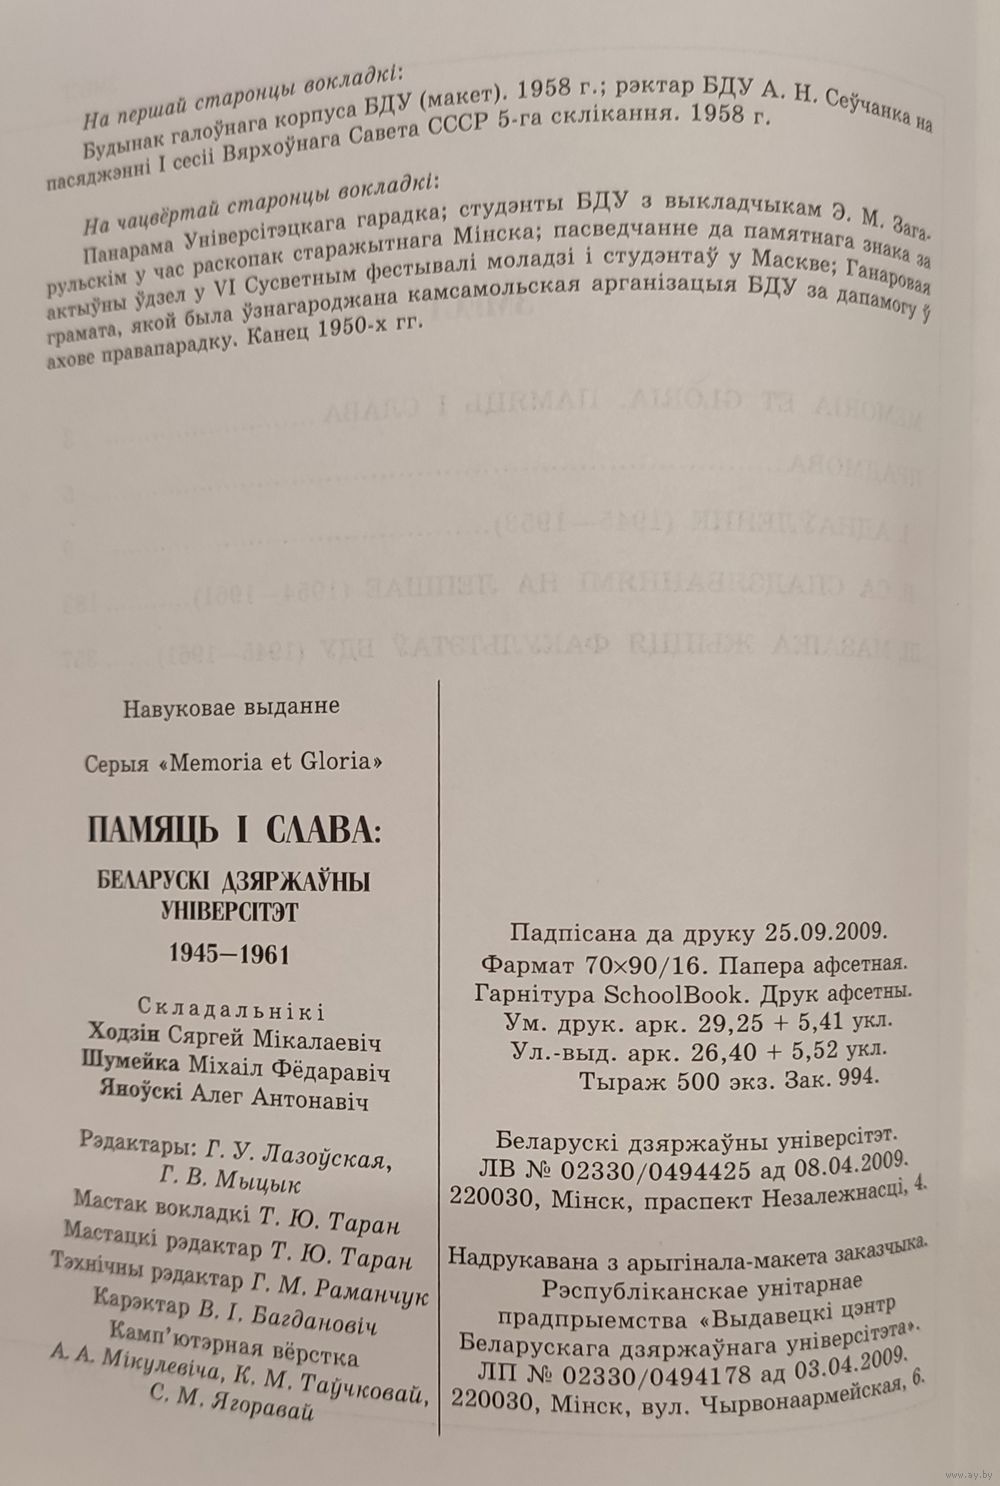 На першай старонцы вокладкі:
Будынак галоўнага корпуса БДУ (макет). 1958 г.; рэктар БДУ А. Н. Сеўчанка на
пасяджэнні I сесіі Вярхоўнага Савета СССР 5-га склікання. 1958 г.
На чацвёртай старонцы вокладкі:
Панарама Універсітэцкага гарадка; студэнты БДУ з выкладчыкам Э. М. Зага-
рульскім у час раскопак старажытнага Мінска; пасведчанне да памятнага знака за
актыўны ўдзел у VI Сусветным фестывалі моладзі і студэнтаў у Маскве; Ганаровая
грамата, якой была ўзнагароджана камсамольская арганізацыя БДУ за дапамогу ў
ахове правапарадку. Канец 1950-х гг.
Навуковае выданне
Серыя «Memoria et Gloria»
ПАМЯЦЬ І СЛАВА:
БЕЛАРУСКІ ДЗЯРЖАЎНЫ
УНІВЕРСІТЭТ
1945—1961
Складальнікі
Ходзін Сяргей Мікалаевіч
Шумейка Міхаіл Фёдаравіч
Яноўскі Алег Антонавіч
Рэдактары: Г. У. Лазоўская,
Г. В. Мыцык
Мастак вокладкі Т. Ю. Таран
Мастацкі рэдактар Т. Ю. Таран
Тэхнічны рэдактар Г. М. Раманчук
Карэктар В. І. Багдановіч
Камп'ютэрная вёрстка
А. А. Мікулевіча, К. М. Таўчковай,
С. М. Ягоравай
Падпісана да друку 25.09.2009.
Фармат 70×90/16. Папера афсетная.
Гарнітура SchoolBook. Друк афсетны.
Ум. друк. арк. 29,25 + 5,41 укл.
Ул.-выд. арк. 26,40 + 5,52 укл.
Тыраж 500 экз. Зак. 994.
Беларускі дзяржаўны універсітэт.
ЛВ № 02330/0494425 ад 08.04.2009.
220030, Мінск, праспект Незалежнасці, 4.
Надрукавана з арыгінала-макета заказчыка.
Рэспубліканскае унітарнае
прадпрыемства «Выдавецкі цэнтр
Беларускага дзяржаўнага універсітэта».
ЛП № 02330/0494178 ад 03.04.2009.
220030, Мінск, вул. Чырвонаармейская, 6.
www.ay.by